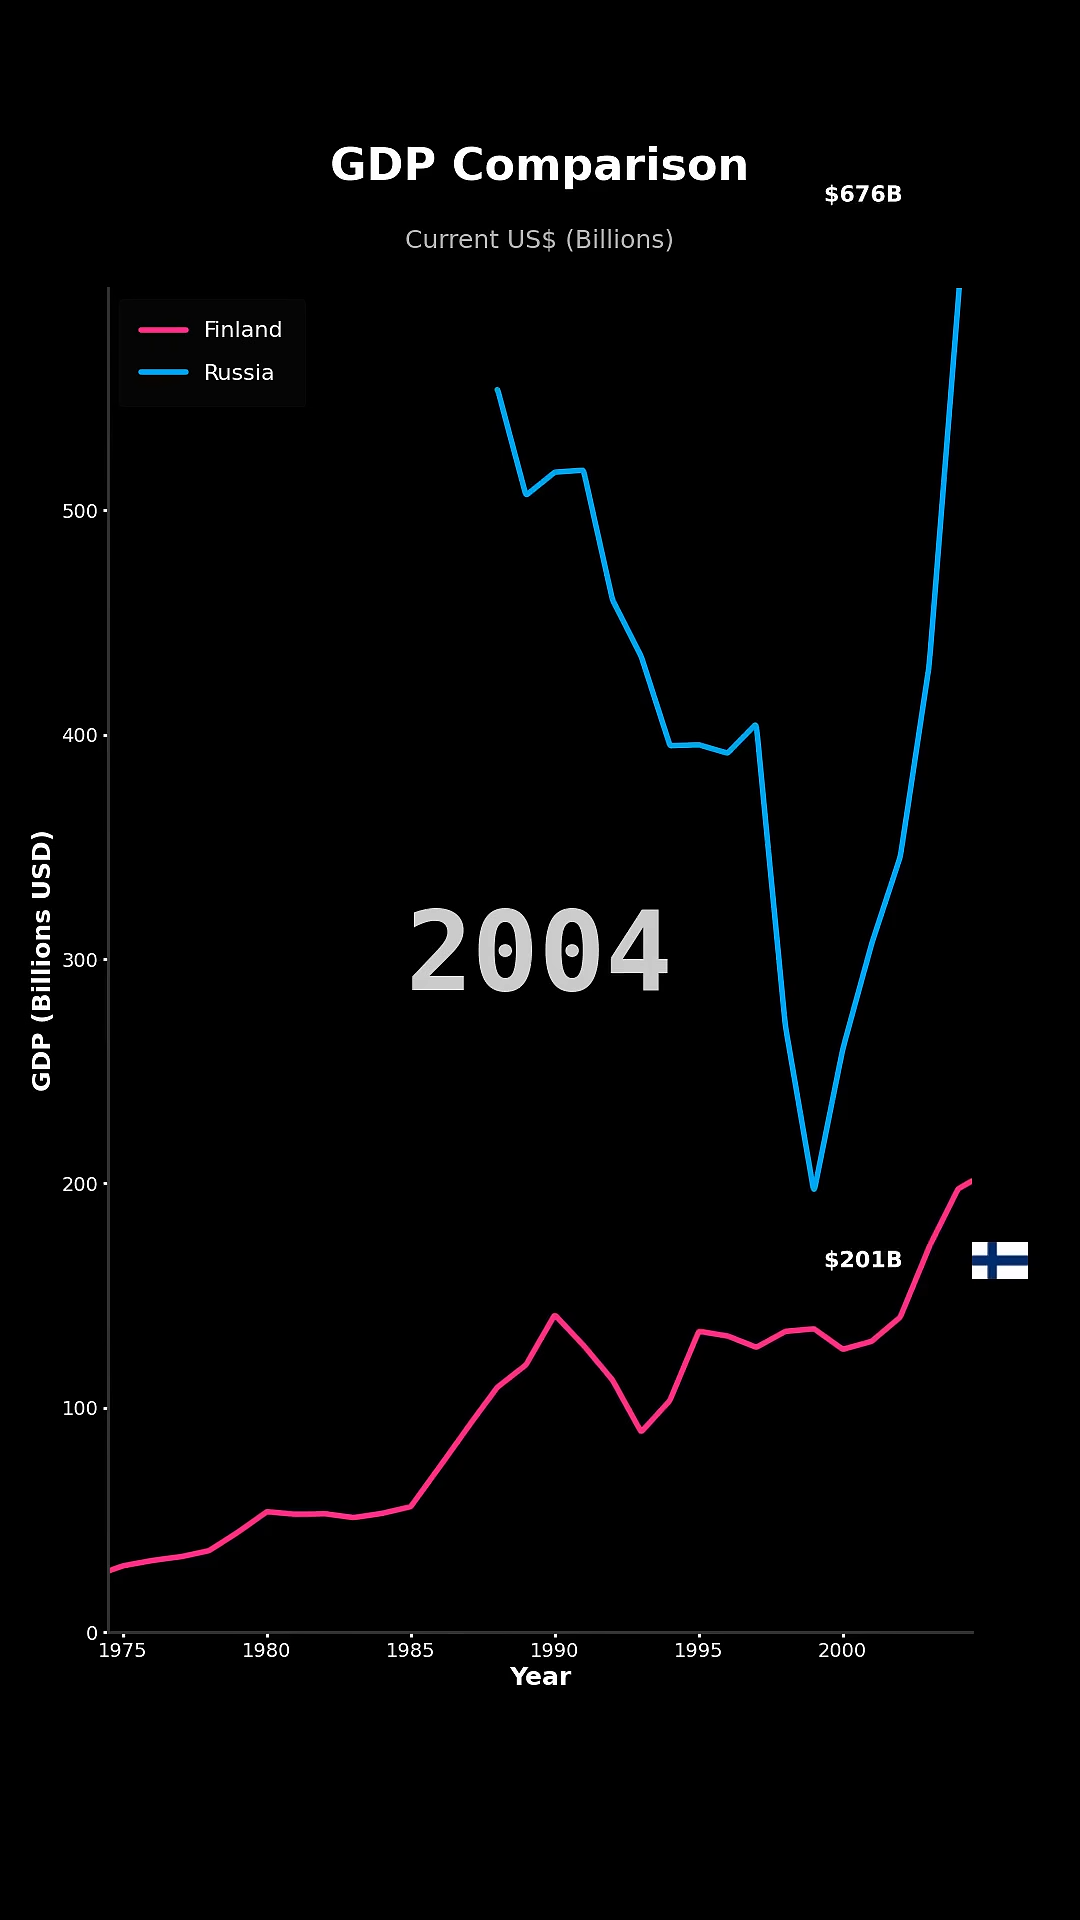 GDP Comparison
$676B
Current US$ (Billions)
Finland
Russia
500
400
300
200
100
0
GDP (Billions USD)
2004
$201B
1975
1980
1985
1990
1995
2000
Year